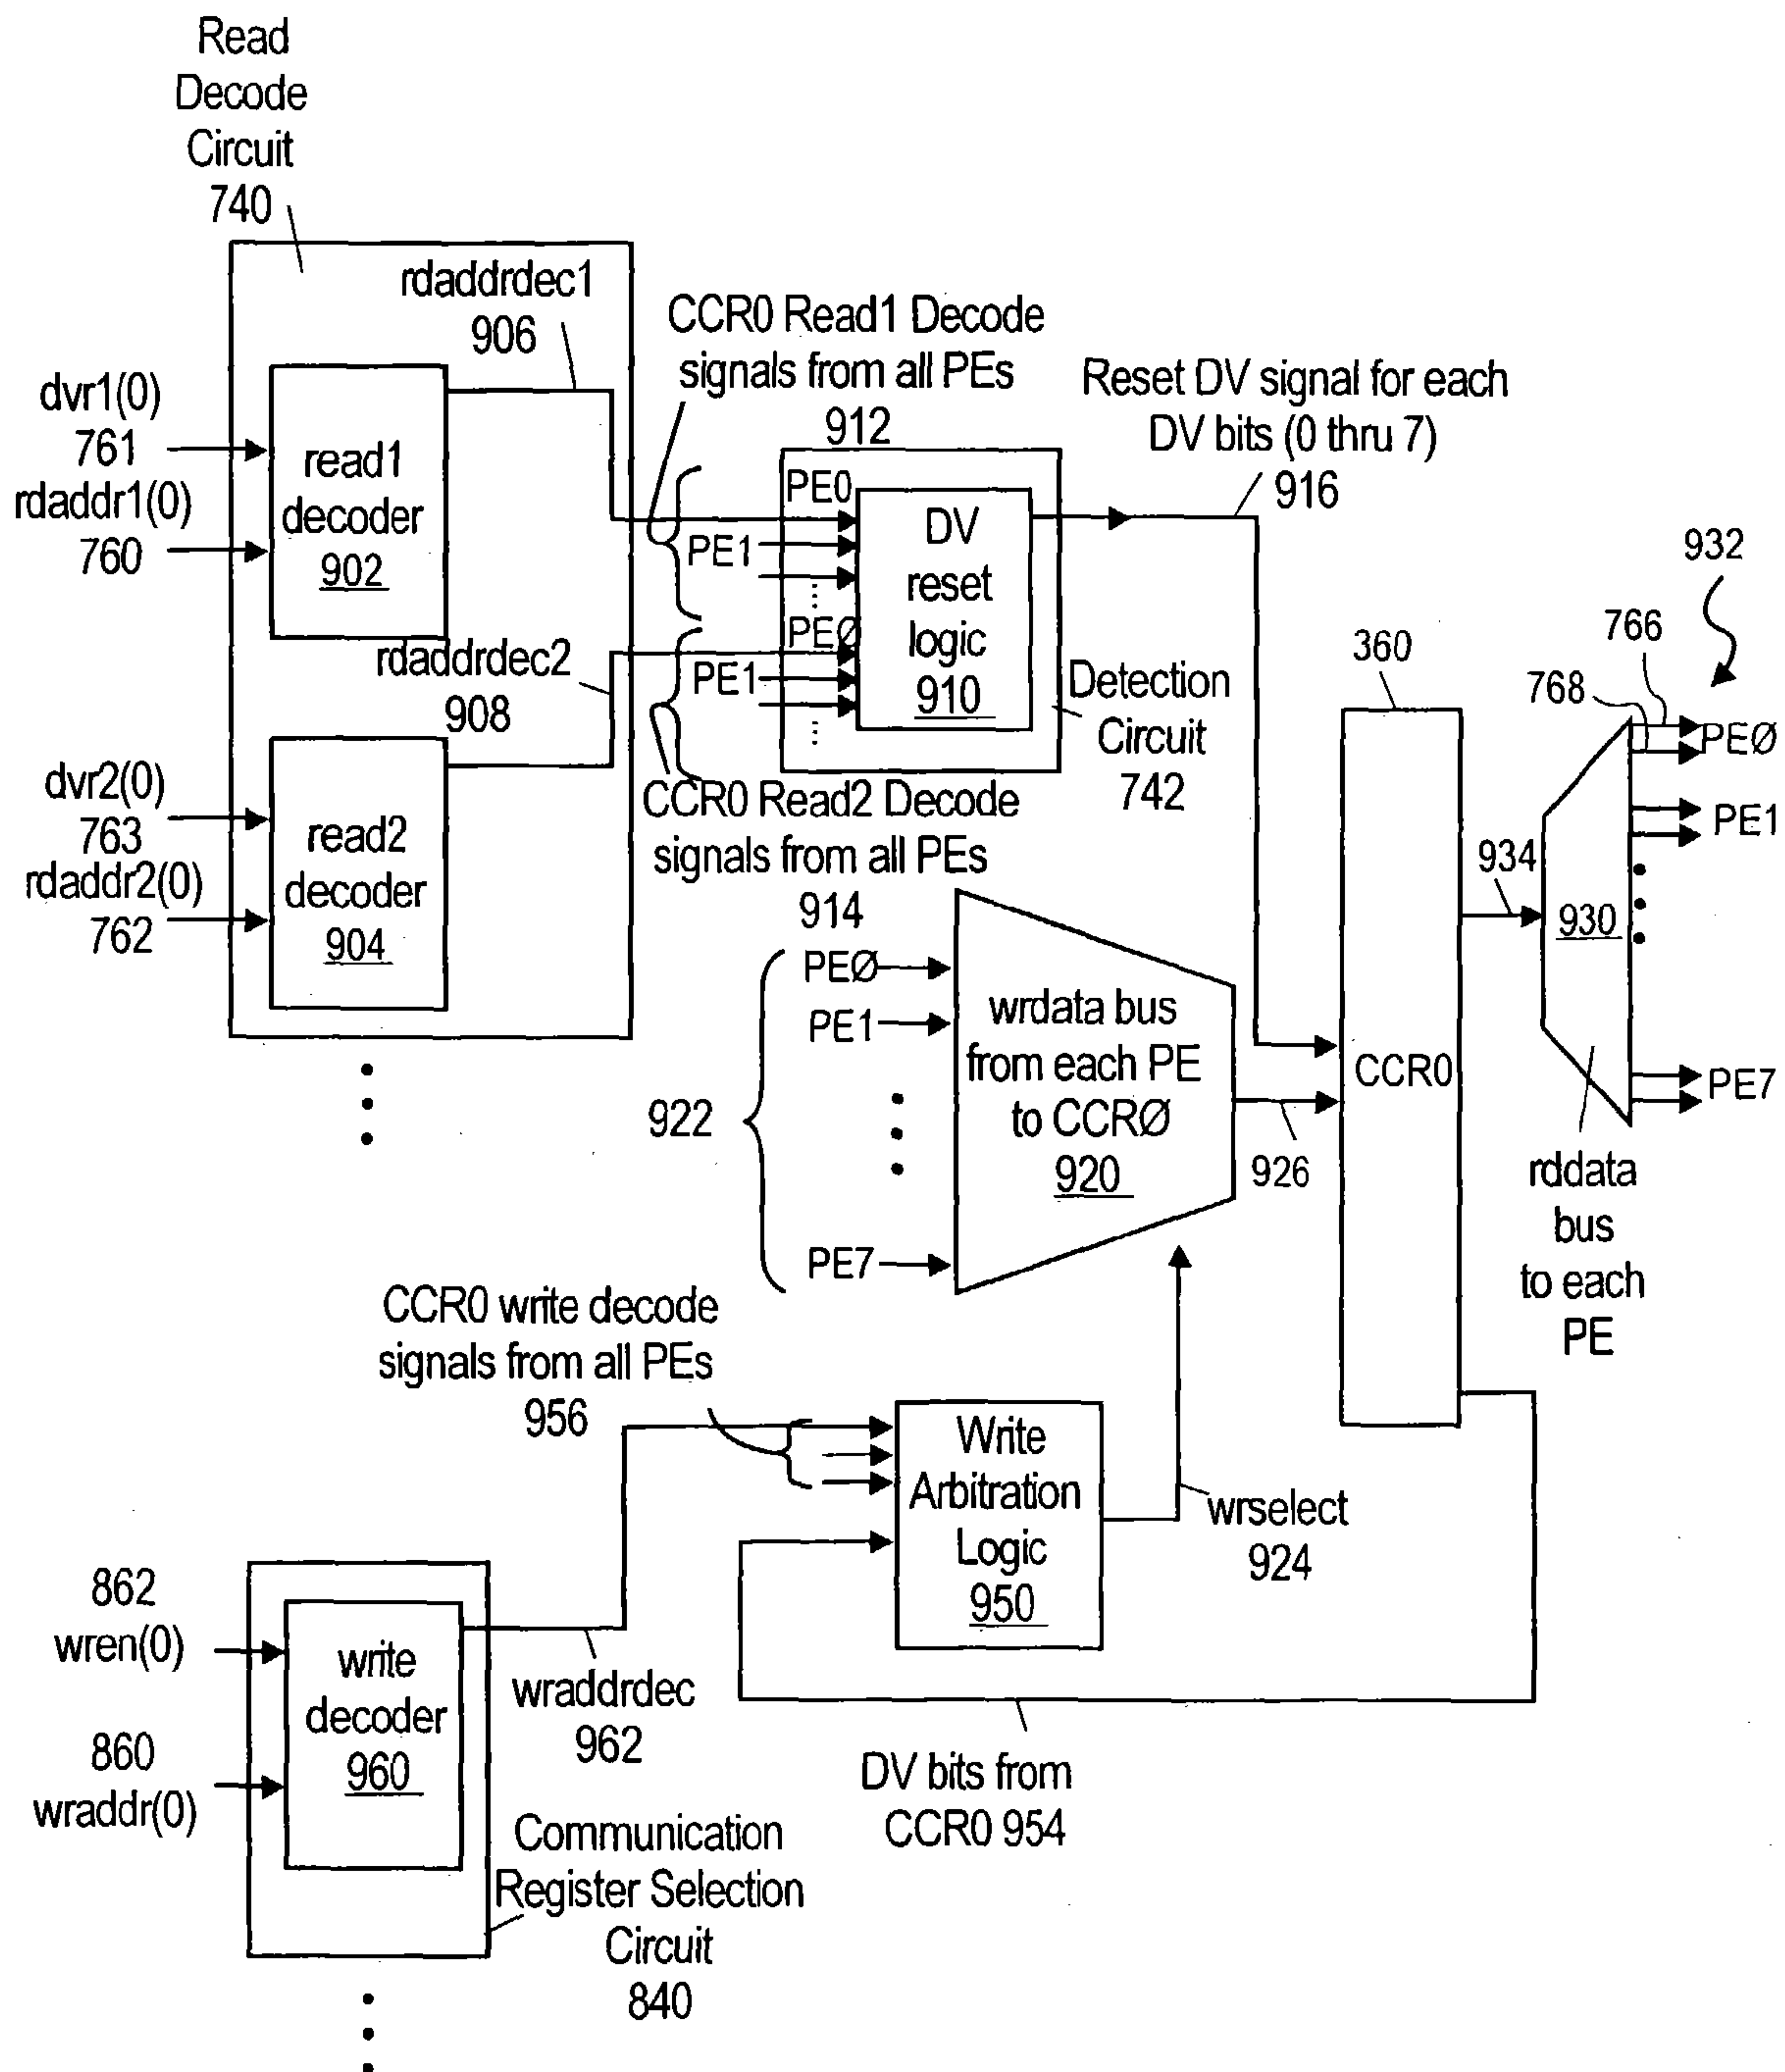 Read
Decode
Circuit
740
rdaddrdec1
906
dvr1(0)
761
rdaddr1(0)
760
read1
decoder
902
rdaddrdec2
908
dvr2(0)
763
rdaddr2(0)
762
read2
decoder
904
CCR0 Read1 Decode
signals from all PEs
912
PE0
PE1
PEØ
PE1
DV
reset
logic
910
Detection
Circuit
742
CCR0 Read2 Decode
signals from all PEs
914
Reset DV signal for each
DV bits (0 thru 7)
916
922
PEØ
PE1
PE7
wrdata bus
from each PE
to CCRØ
920
926
360
CCR0
934
930
932
766
768
PEØ
PE1
PE7
rddata
bus
to each
PE
CCR0 write decode
signals from all PEs
956
Write
Arbitration
Logic
950
wrselect
924
862
wren(0)
860
wraddr(0)
write
decoder
960
wraddrdec
962
DV bits from
CCR0 954
Communication
Register Selection
Circuit
840